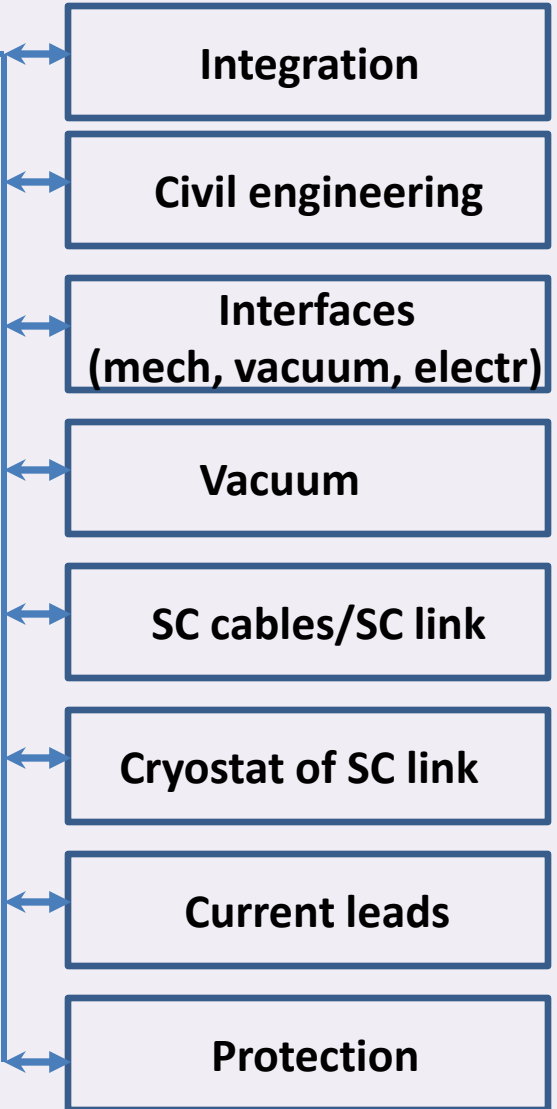 Integration
Civil engineering
Interfaces
(mech, vacuum, electr)
Vacuum
SC cables/SC link
Cryostat of SC link
Current leads
Protection